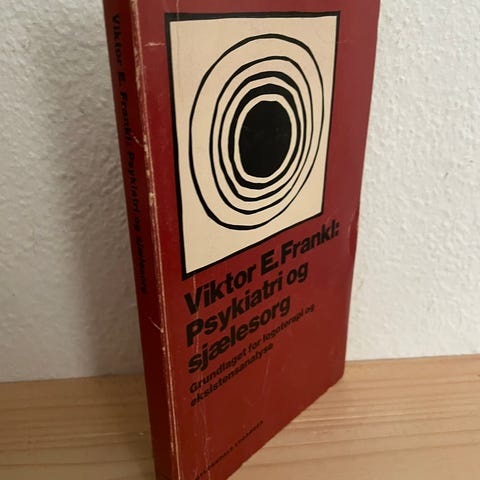 Viktor E. Frankl: Psykiatri og sjælesorg
Viktor E. Frankl:
Psykiatri og
sjælesorg
Grundlaget for logoterapi og
eksistensanalyse